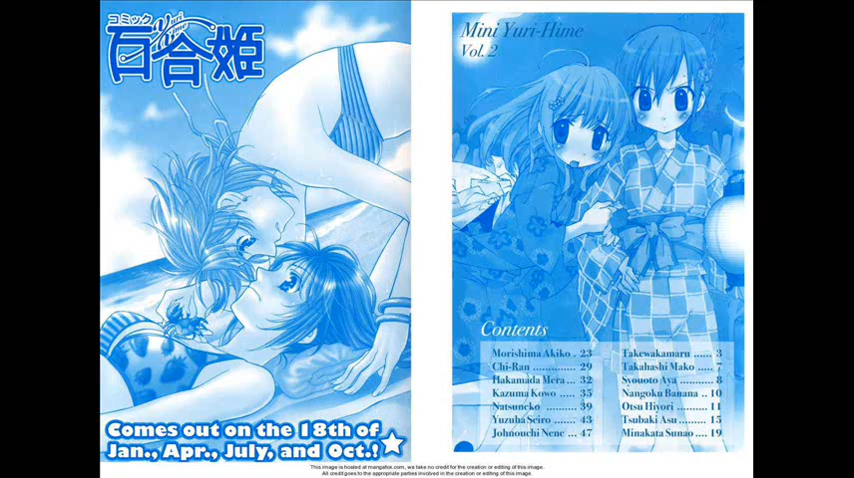 コミック
Yuri
Hime
百合姫
Comes out on the 18th of
Jan., Apr., July, and Oct.!
Mini Yuri-Hime
Vol. 2
Contents
Morishima Akiko . 23
Chi-Ran ............ 29
Hakamada Mera ... 32
Kazuma Kowo ..... 35
Natsuneko ......... 39
Yuzuba Seiro ...... 43
Johnouchi Nene ... 47
Takewakamaru ...... 3
Takahashi Mako ..... 7
Syouoto Aya .......... 8
Nangoku Banana .. 10
Otsu Hiyori ......... 11
Tsubaki Asu ........ 15
Minakata Sunao ... 19
This image is hosted at mangafox.com, we take no credit for the creation or editing of this image.
All credit goes to the appropriate parties involved in the creation or editing of this image.